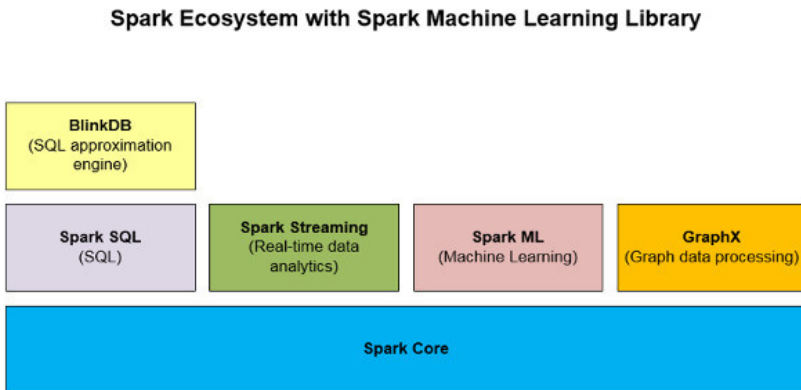 Spark Ecosystem with Spark Machine Learning Library
BlinkDB
(SQL approximation
engine)
Spark SQL
(SQL)
Spark Streaming
(Real-time data
analytics)
Spark ML
(Machine Learning)
GraphX
(Graph data processing)
Spark Core